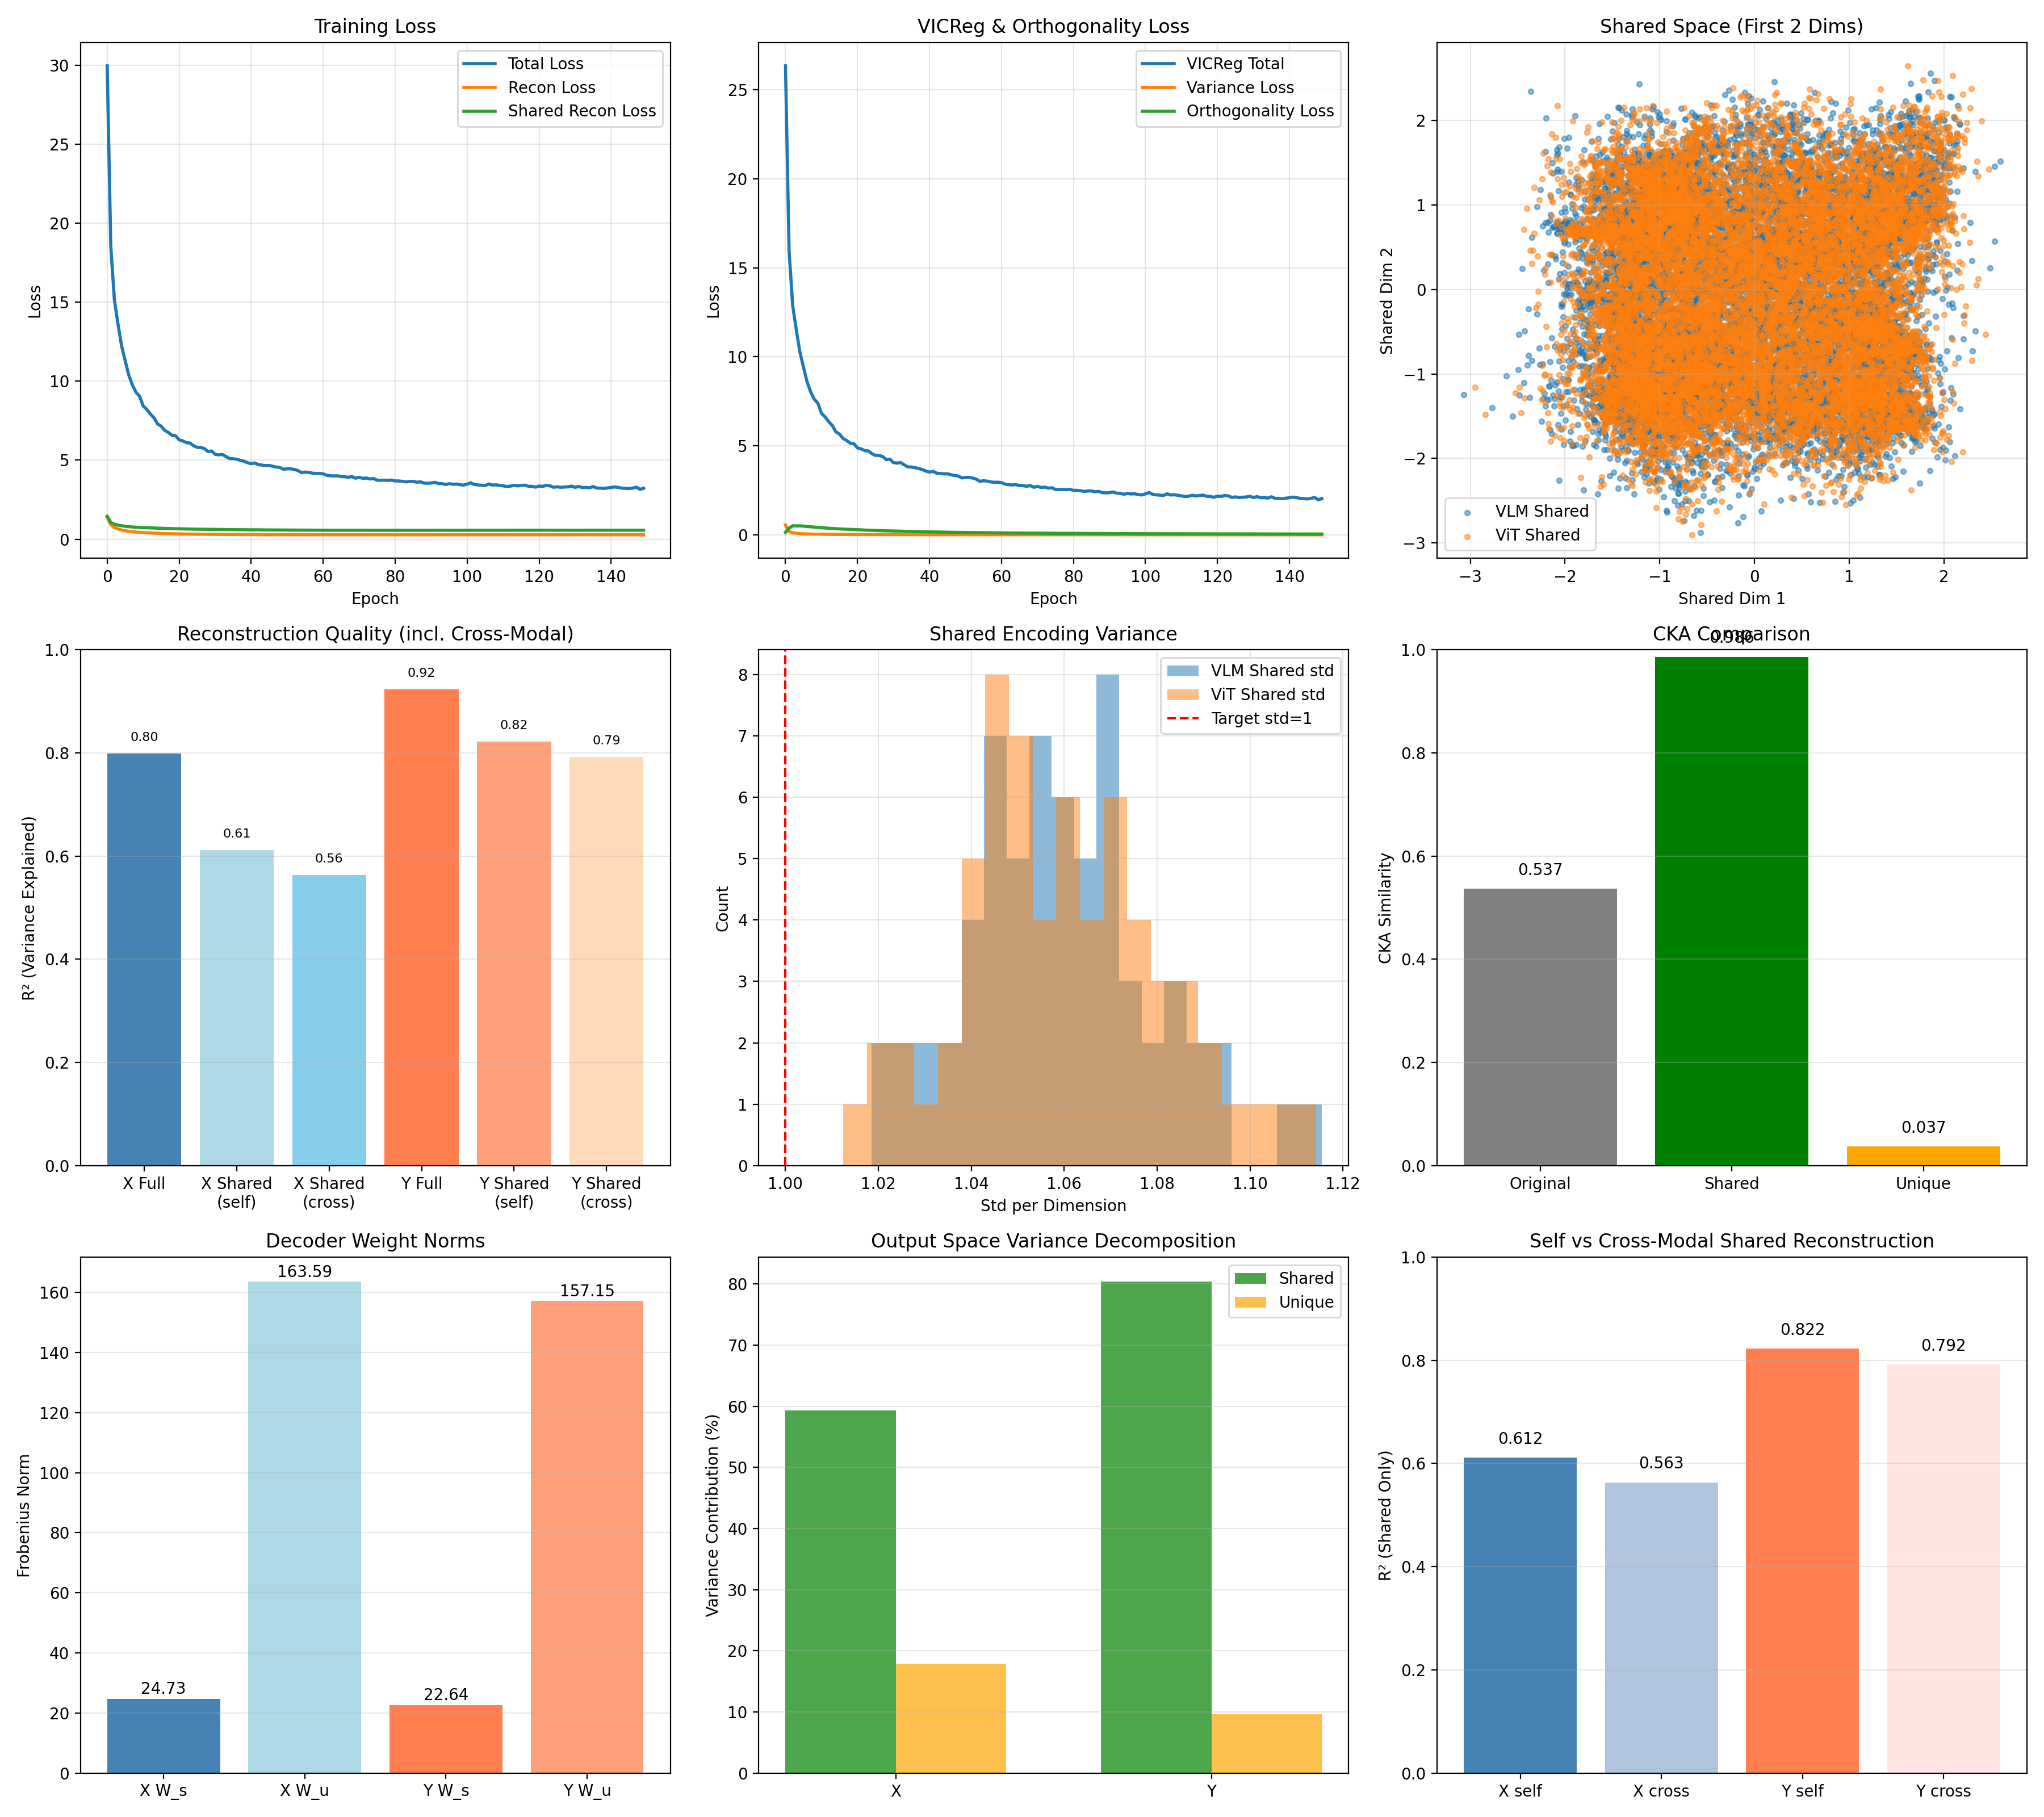 Training Loss
30
25
20
15
10
5
0
Loss
Total Loss
Recon Loss
Shared Recon Loss
0 20 40 60 80 100 120 140
Epoch
VICReg & Orthogonality Loss
25
20
15
10
5
0
Loss
VICReg Total
Variance Loss
Orthogonality Loss
0 20 40 60 80 100 120 140
Epoch
Shared Space (First 2 Dims)
2
1
0
−1
−2
−3
Shared Dim 2
VLM Shared
ViT Shared
−3 −2 −1 0 1 2
Shared Dim 1
Reconstruction Quality (incl. Cross-Modal)
1.0
0.8
0.6
0.4
0.2
0.0
R² (Variance Explained)
0.80
0.61
0.56
0.92
0.82
0.79
X Full
X Shared
(self)
X Shared
(cross)
Y Full
Y Shared
(self)
Y Shared
(cross)
Shared Encoding Variance
8
7
6
5
4
3
2
1
0
Count
VLM Shared std
ViT Shared std
Target std=1
1.00 1.02 1.04 1.06 1.08 1.10 1.12
Std per Dimension
CKA Comparison
0.986
1.0
0.8
0.6
0.4
0.2
0.0
CKA Similarity
0.537
0.037
Original Shared Unique
Decoder Weight Norms
160
140
120
100
80
60
40
20
0
Frobenius Norm
24.73
163.59
22.64
157.15
X W_s X W_u Y W_s Y W_u
Output Space Variance Decomposition
80
70
60
50
40
30
20
10
0
Variance Contribution (%)
Shared
Unique
X Y
Self vs Cross-Modal Shared Reconstruction
1.0
0.8
0.6
0.4
0.2
0.0
R² (Shared Only)
0.612
0.563
0.822
0.792
X self X cross Y self Y cross